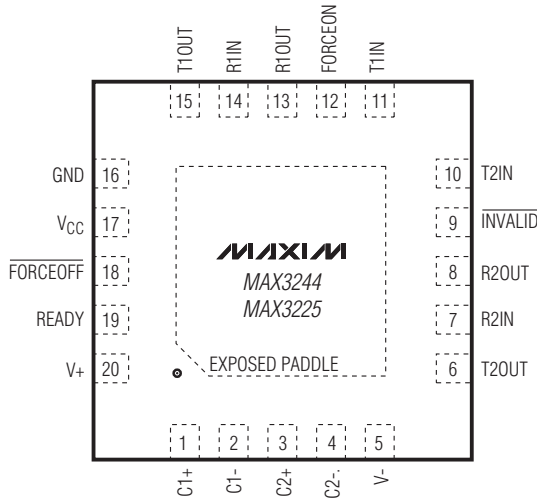 T1OUT
R1IN
R1OUT
FORCEON
T1IN
15
14
13
12
11
GND 16
VCC 17
FORCEOFF 18
READY 19
V+ 20
10 T2IN
9 INVALID
8 R2OUT
7 R2IN
6 T2OUT
MAXIM
MAX3244
MAX3225
EXPOSED PADDLE
1
2
3
4
5
C1+
C1-
C2+
C2-.
V-